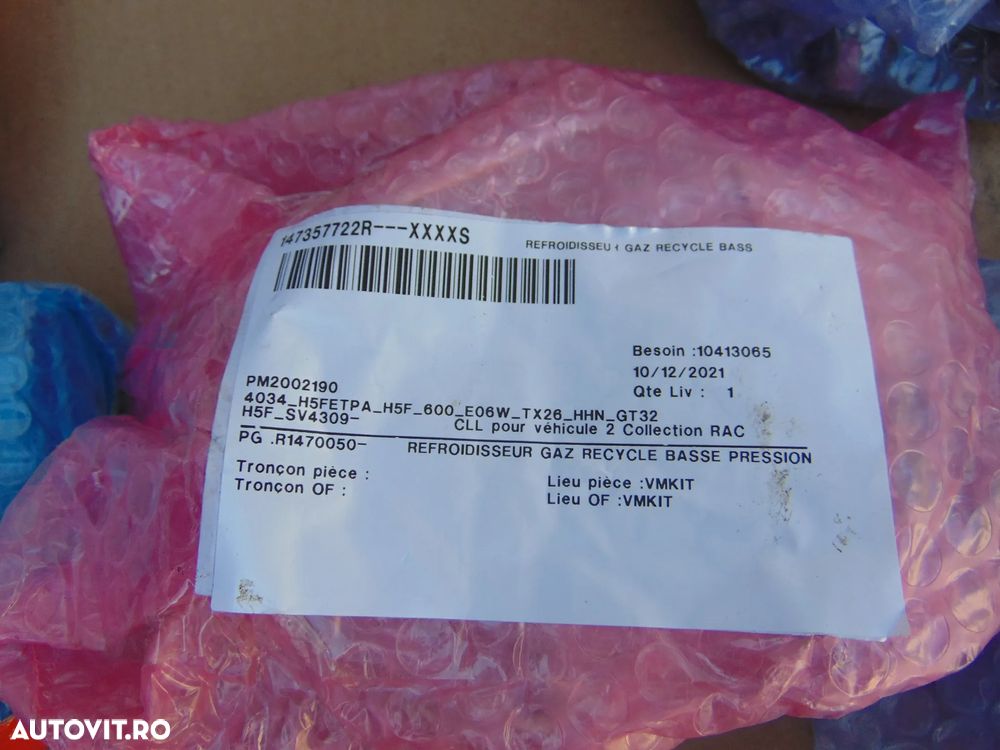 147357722R---XXXXS
REFROIDISSEU GAZ RECYCLE BASS
Besoin :10413065
10/12/2021
Qte Liv : 1
PM2002190
4034_H5FETPA_H5F_600_E06W_TX26_HHN_GT32
H5F_SV4309- CLL pour véhicule 2 Collection RAC
PG .R1470050- REFROIDISSEUR GAZ RECYCLE BASSE PRESSION
Tronçon pièce : Lieu pièce :VMKIT
Tronçon OF : Lieu OF :VMKIT
AUTOVIT.RO